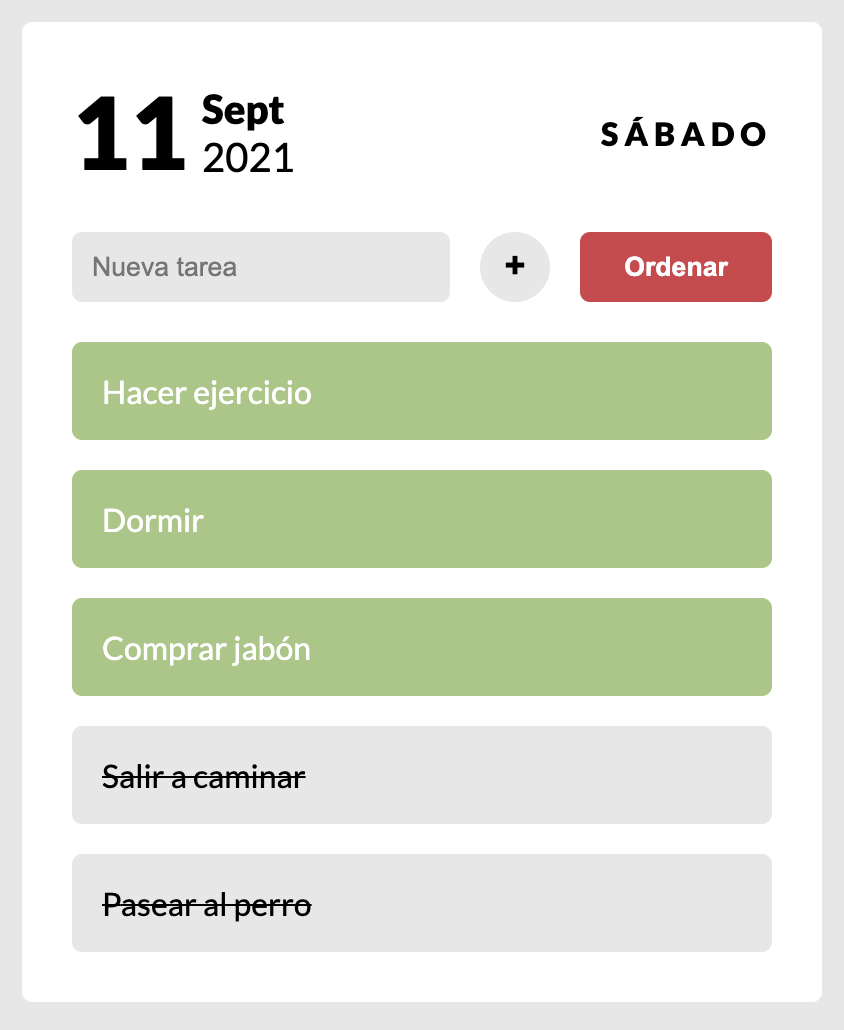 11
Sept
2021
SÁBADO
Nueva tarea
+
Ordenar
Hacer ejercicio
Dormir
Comprar jabón
Salir a caminar
Pasear al perro